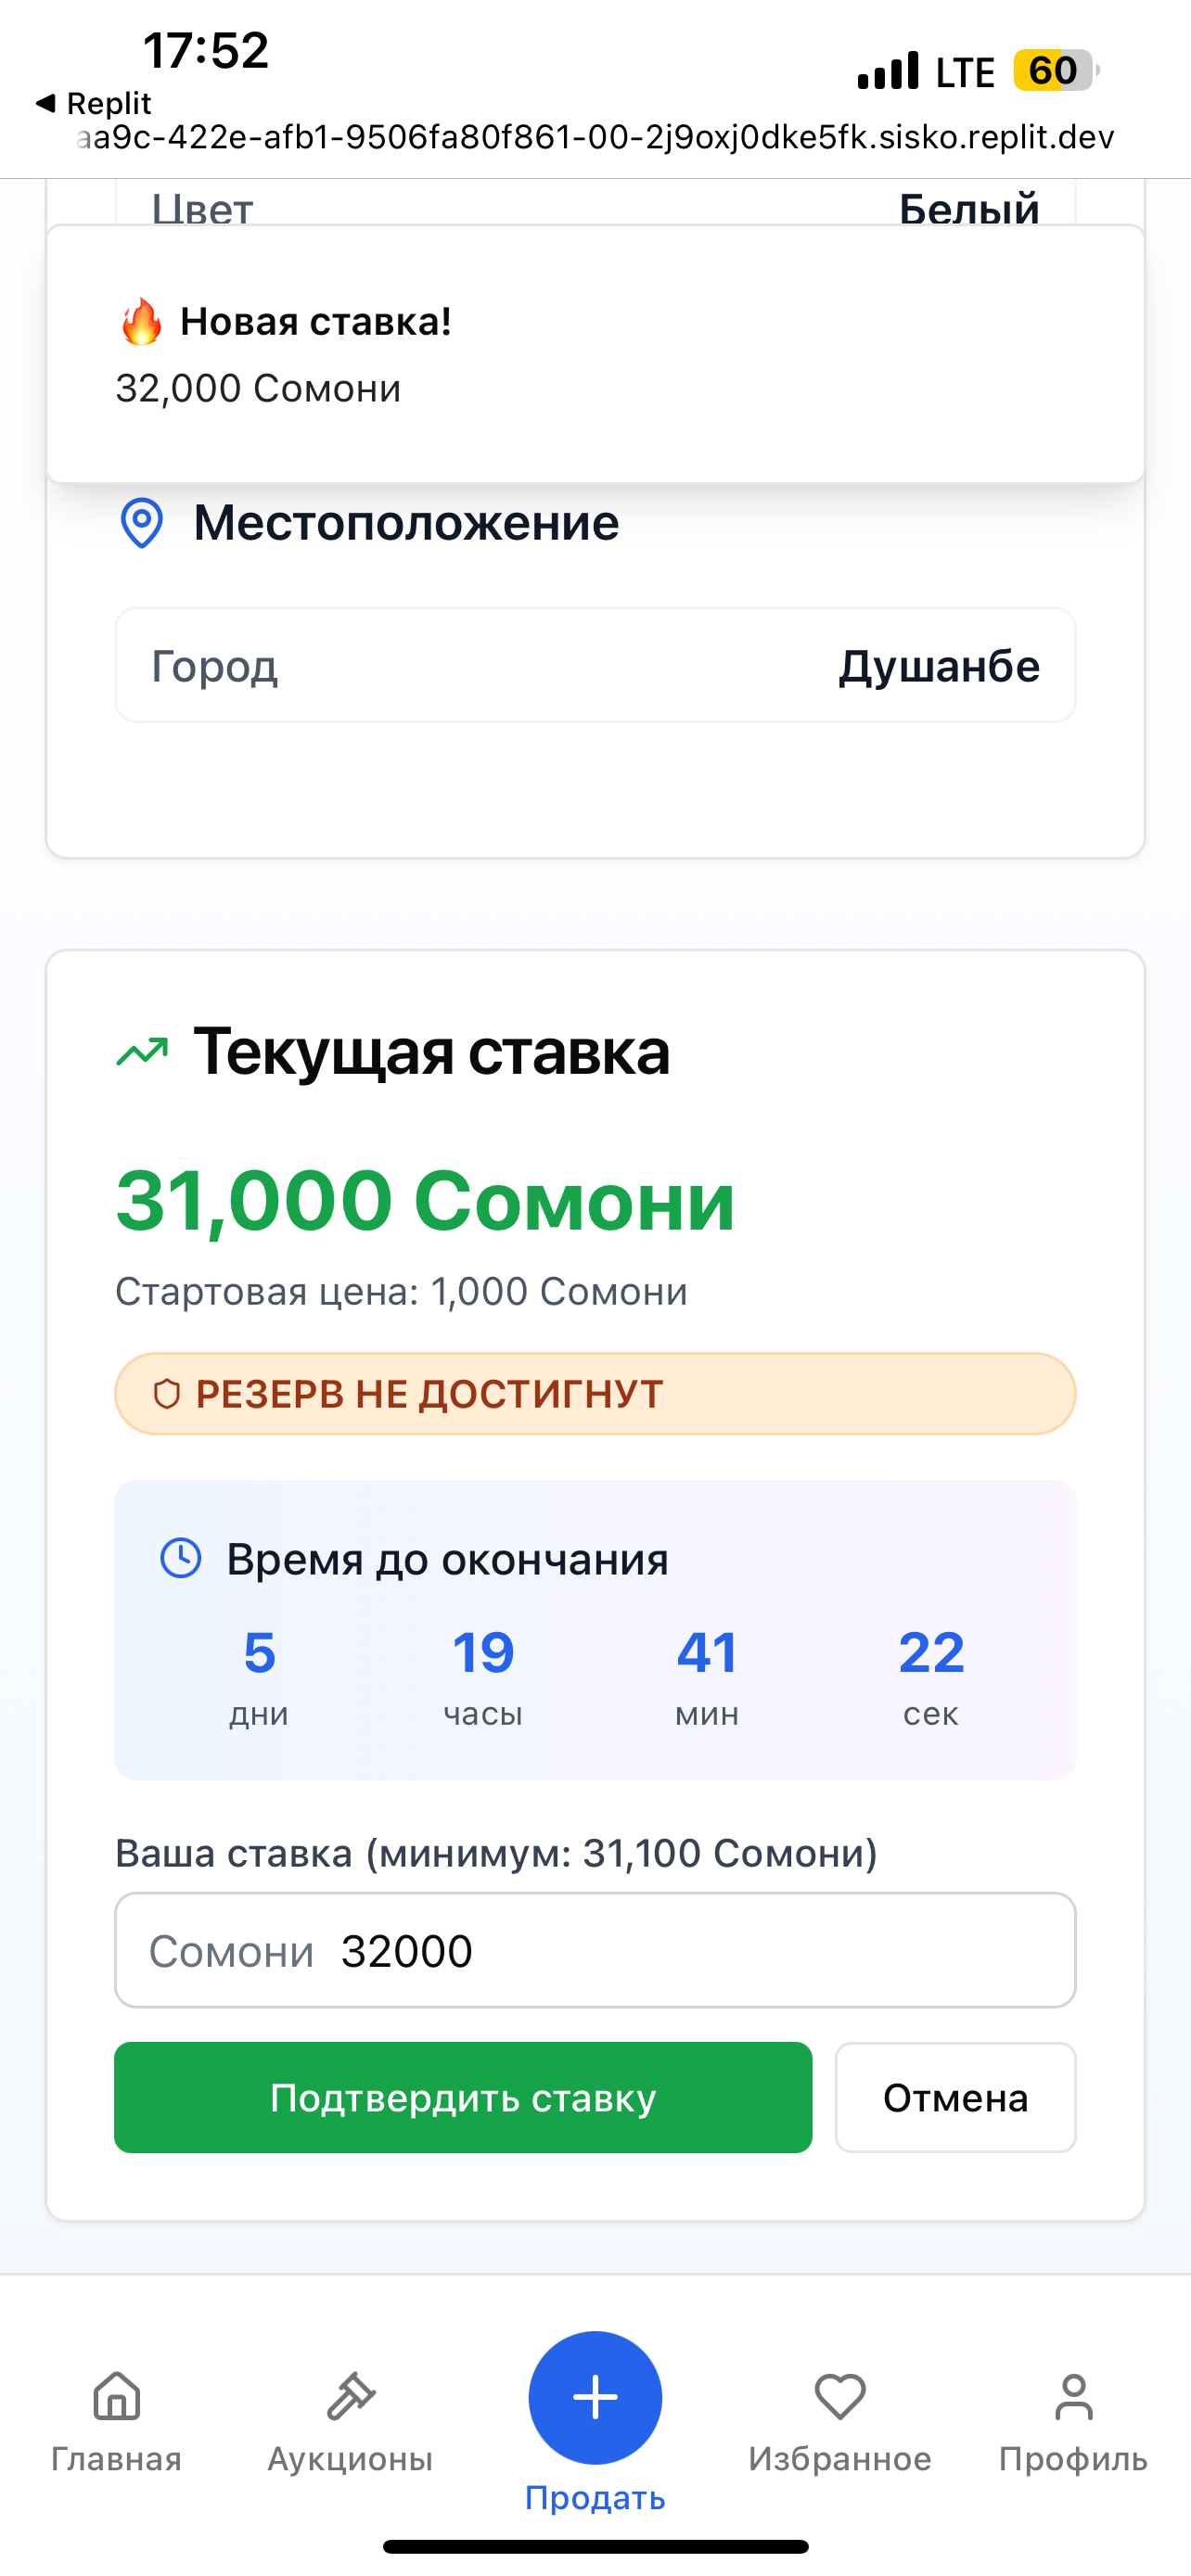 17:52
LTE 60
◀ Replit
aa9c-422e-afb1-9506fa80f861-00-2j9oxj0dke5fk.sisko.replit.dev
Цвет Белый
🔥 Новая ставка!
32,000 Сомони
Местоположение
Город Душанбе
Текущая ставка
31,000 Сомони
Стартовая цена: 1,000 Сомони
РЕЗЕРВ НЕ ДОСТИГНУТ
Время до окончания
5 19 41 22
дни часы мин сек
Ваша ставка (минимум: 31,100 Сомони)
Сомони 32000
Подтвердить ставку Отмена
Главная Аукционы Продать Избранное Профиль